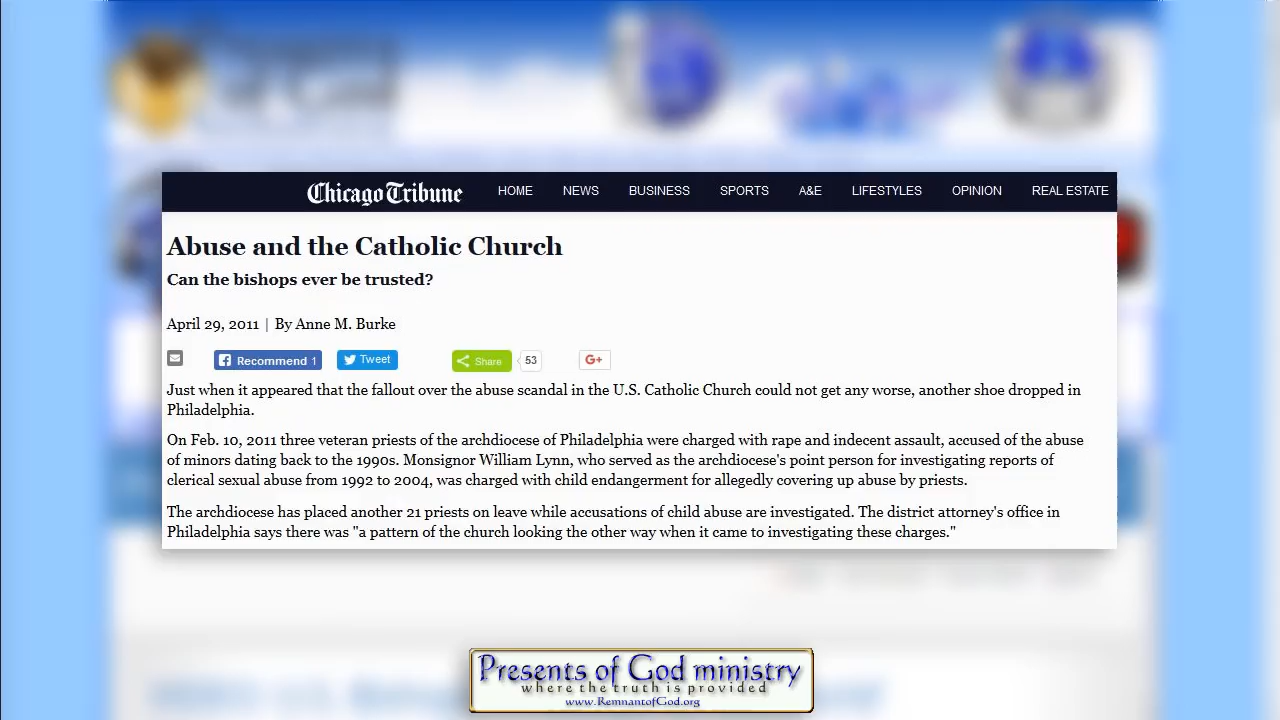 Chicago Tribune HOME NEWS BUSINESS SPORTS A&E LIFESTYLES OPINION REAL ESTATE
Abuse and the Catholic Church
Can the bishops ever be trusted?
April 29, 2011 | By Anne M. Burke
Recommend 1 Tweet Share 53 G+
Just when it appeared that the fallout over the abuse scandal in the U.S. Catholic Church could not get any worse, another shoe dropped in
Philadelphia.
On Feb. 10, 2011 three veteran priests of the archdiocese of Philadelphia were charged with rape and indecent assault, accused of the abuse
of minors dating back to the 1990s. Monsignor William Lynn, who served as the archdiocese's point person for investigating reports of
clerical sexual abuse from 1992 to 2004, was charged with child endangerment for allegedly covering up abuse by priests.
The archdiocese has placed another 21 priests on leave while accusations of child abuse are investigated. The district attorney's office in
Philadelphia says there was "a pattern of the church looking the other way when it came to investigating these charges."
Presents of God ministry
where the truth is provided
www.RemnantofGod.org